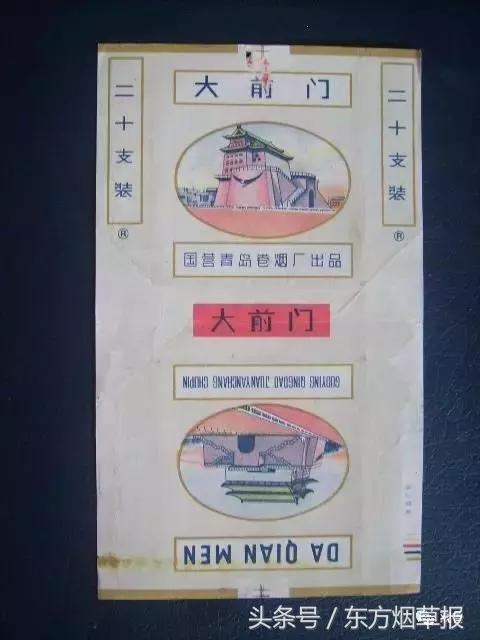 大前门
二十支装
二十支装
®
®
国营青岛卷烟厂出品
大前门
GUOYING QINGDAO JUANYANCHANG CHUPIN
DA QIAN MEN
头条号／东方烟草报